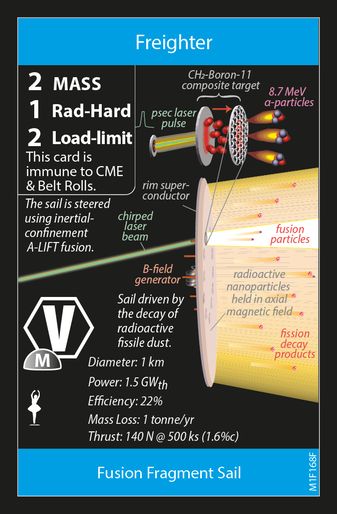 Freighter
2 MASS
1 Rad-Hard
2 Load-limit
This card is
immune to CME
& Belt Rolls.
The sail is steered
using inertial-
confinement
A-LIFT fusion.
CH2-Boron-11
composite target
8.7 MeV
α-particles
psec laser
pulse
rim super-
conductor
chirped
laser
beam
fusion
particles
B-field
generator
radioactive
nanoparticles
held in axial
magnetic field
Sail driven by
the decay of
radioactive
fissile dust.
fission
decay
products
V
M
Diameter: 1 km
Power: 1.5 GWth
Efficiency: 22%
Mass Loss: 1 tonne/yr
Thrust: 140 N @ 500 ks (1.6%c)
Fusion Fragment Sail
M1F168F